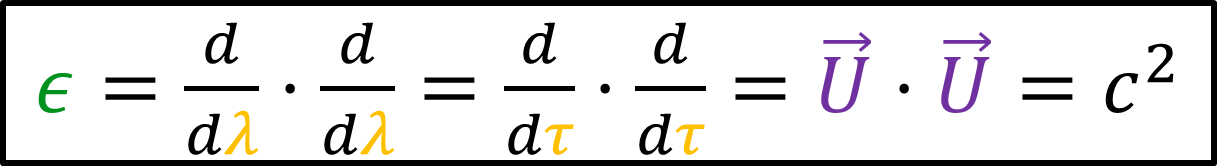 ϵ = d/dλ · d/dλ = d/dτ · d/dτ = U⃗ · U⃗ = c²